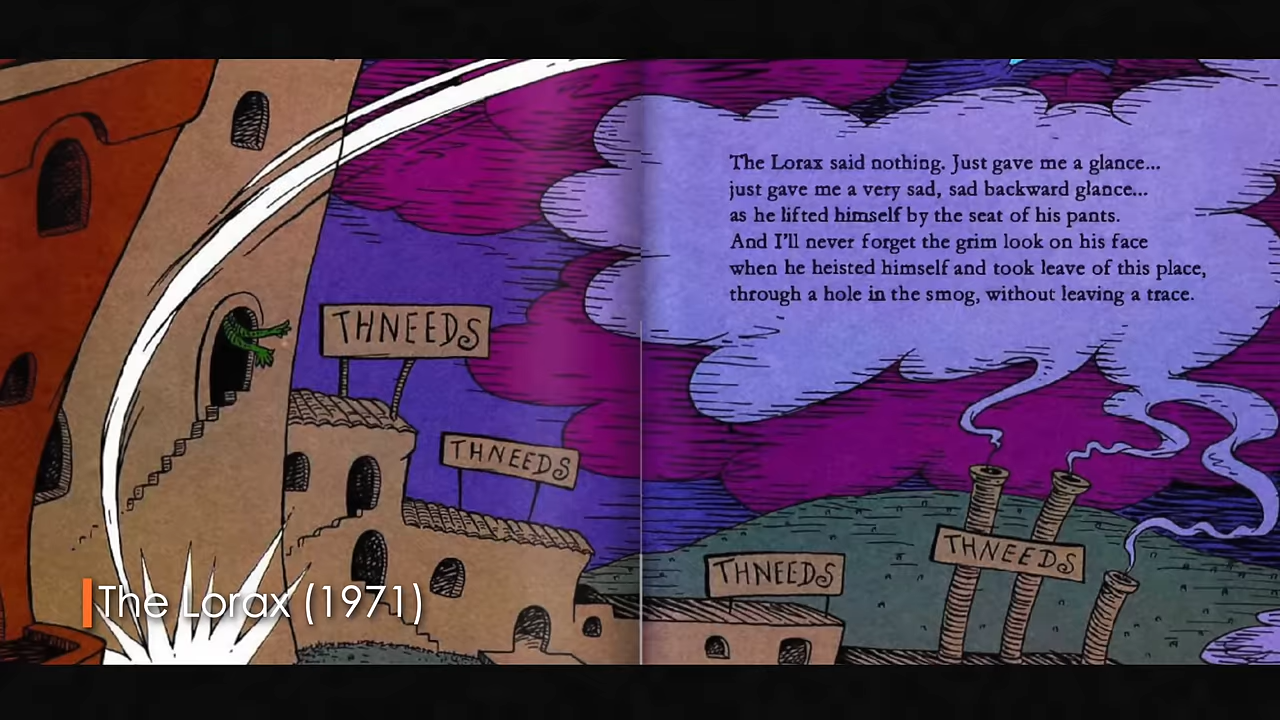 The Lorax said nothing. Just gave me a glance...
just gave me a very sad, sad backward glance...
as he lifted himself by the seat of his pants.
And I'll never forget the grim look on his face
when he heisted himself and took leave of this place,
through a hole in the smog, without leaving a trace.
THNEEDS
THNEEDS
THNEEDS
THNEEDS
The Lorax (1971)